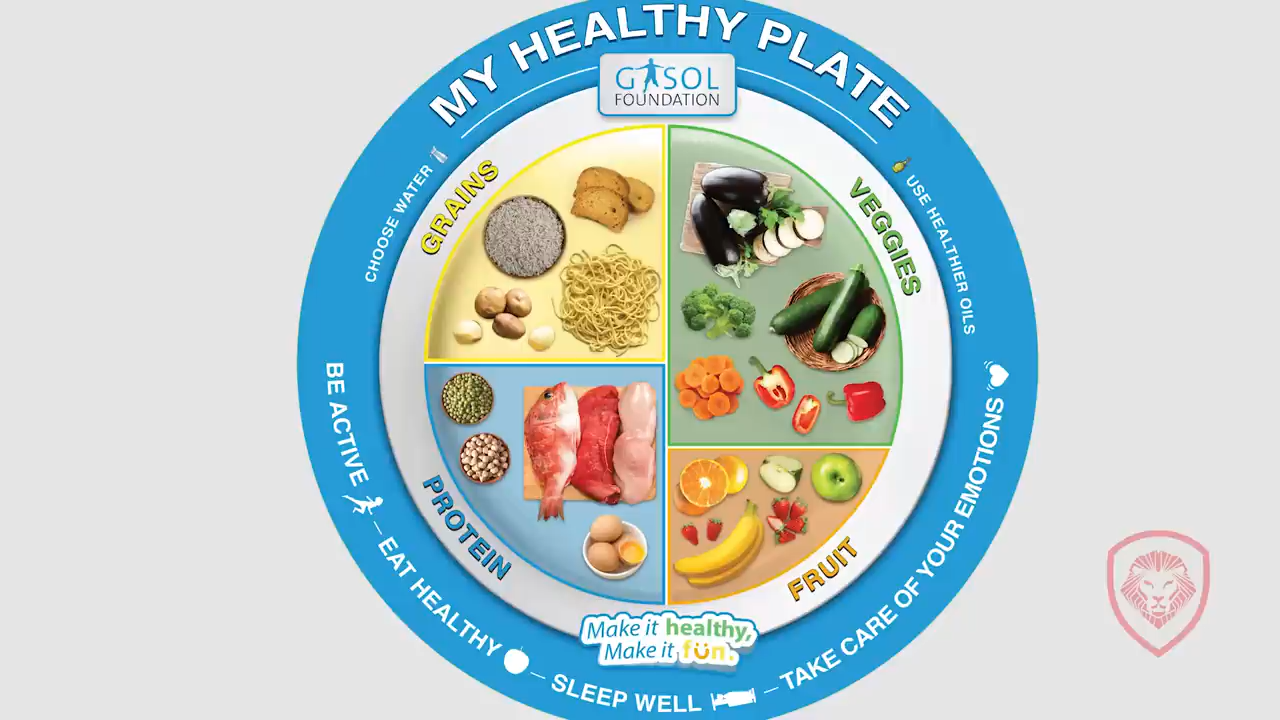 MY HEALTHY PLATE
GASOL
FOUNDATION
CHOOSE WATER
USE HEALTHIER OILS
GRAINS
VEGGIES
PROTEIN
FRUIT
Make it healthy,
Make it fun.
BE ACTIVE – EAT HEALTHY – SLEEP WELL – TAKE CARE OF YOUR EMOTIONS